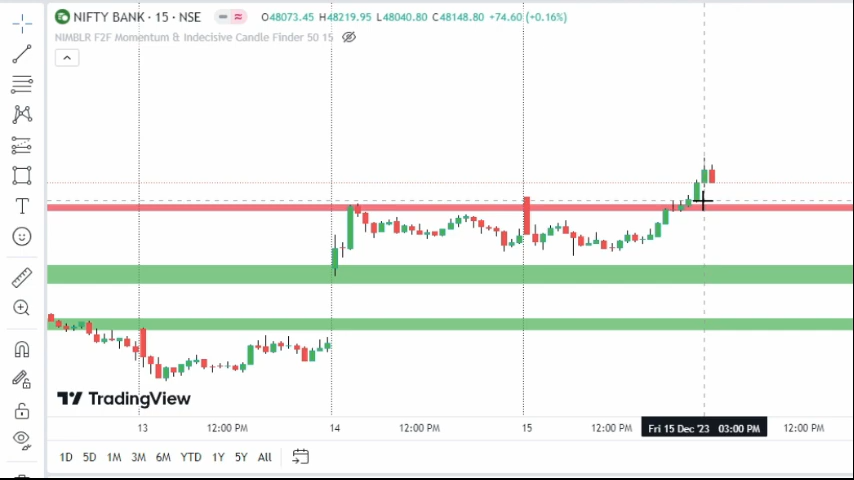 NIFTY BANK · 15 · NSE O48073.45 H48219.95 L48040.80 C48148.80 +74.60 (+0.16%)
NIMBLR F2F Momentum & Indecisive Candle Finder 50 15
TradingView
13 12:00 PM 14 12:00 PM 15 12:00 PM Fri 15 Dec '23 03:00 PM 12:00 PM
1D 5D 1M 3M 6M YTD 1Y 5Y All